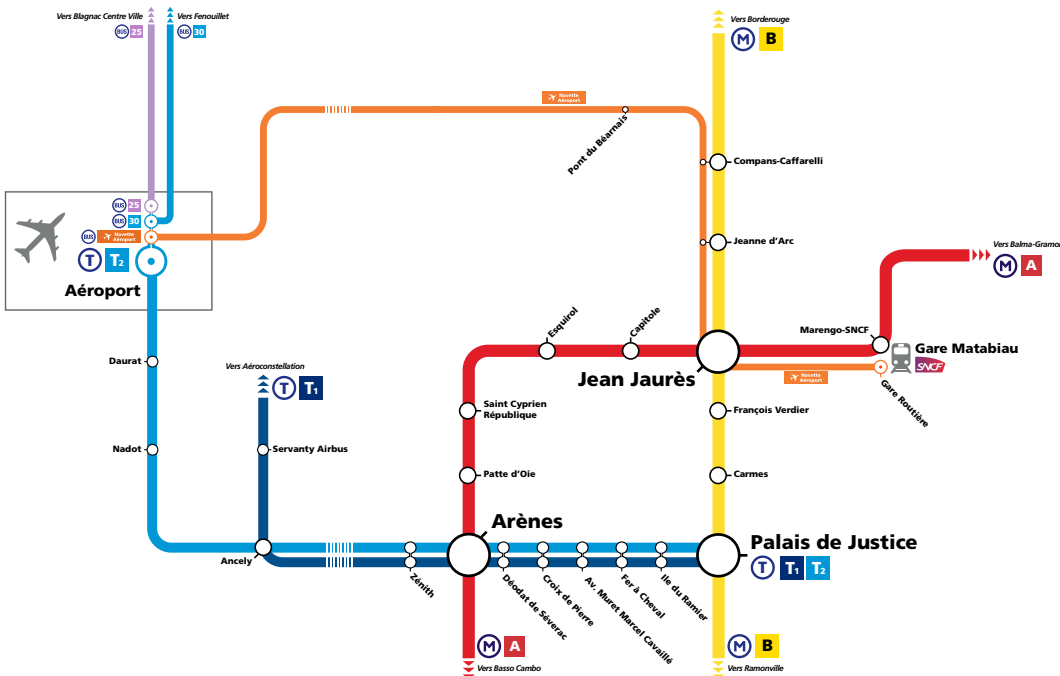 Vers Blagnac Centre Ville
BUS 25
Vers Fenouillet
BUS 30
Vers Borderouge
M B
Navette
Aéroport
Pont du Béarnais
Compans-Caffarelli
BUS 25
BUS 30
BUS Navette
Aéroport
T T2
Aéroport
Jeanne d'Arc
Vers Balma-Gramon
M A
Esquirol
Capitole
Marengo-SNCF
Gare Matabiau
SNCF
Jean Jaurès
Navette
Aéroport
Gare Routière
Daurat
Vers Aéroconstellation
T T1
Saint Cyprien
République
François Verdier
Nadot
Servanty Airbus
Patte d'Oie
Carmes
Arènes
Palais de Justice
T T1 T2
Ancely
Zénith
Déodat de Séverac
Croix de Pierre
Av. Muret Marcel Cavaillé
Fer à Cheval
Ile du Ramier
M A
Vers Basso Cambo
M B
Vers Ramonville